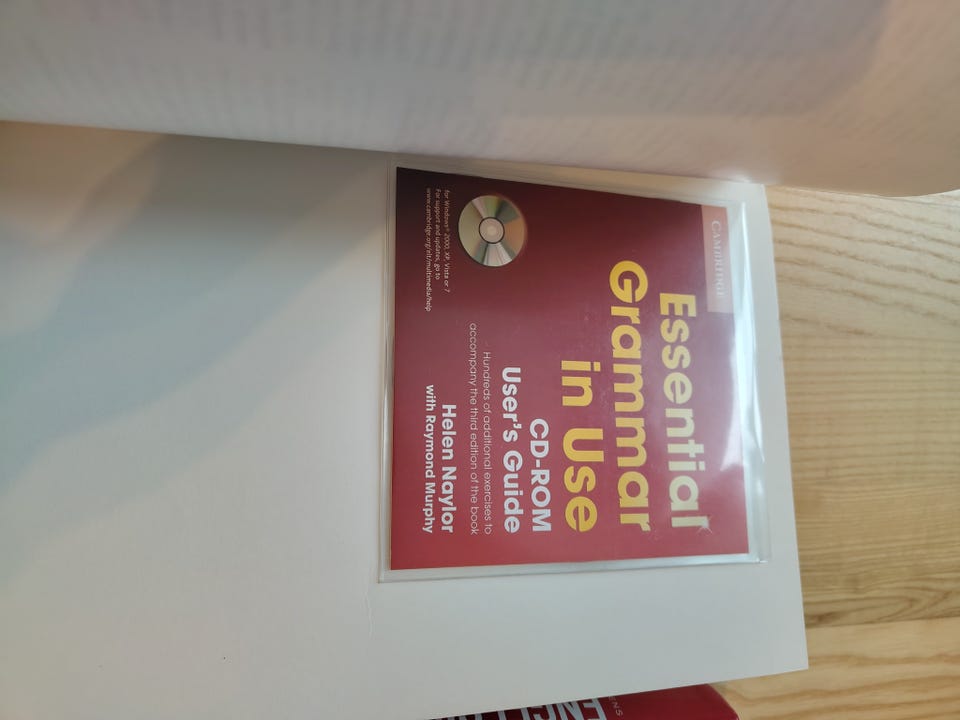 CAMBRIDGE
Essential
Grammar
in Use
CD-ROM
User's Guide
Hundreds of additional exercises to
accompany the third edition of the book
Helen Naylor
with Raymond Murphy
for Windows® 2000, XP, Vista or 7
For support and updates, go to
www.cambridge.org/elt/multimedia/help